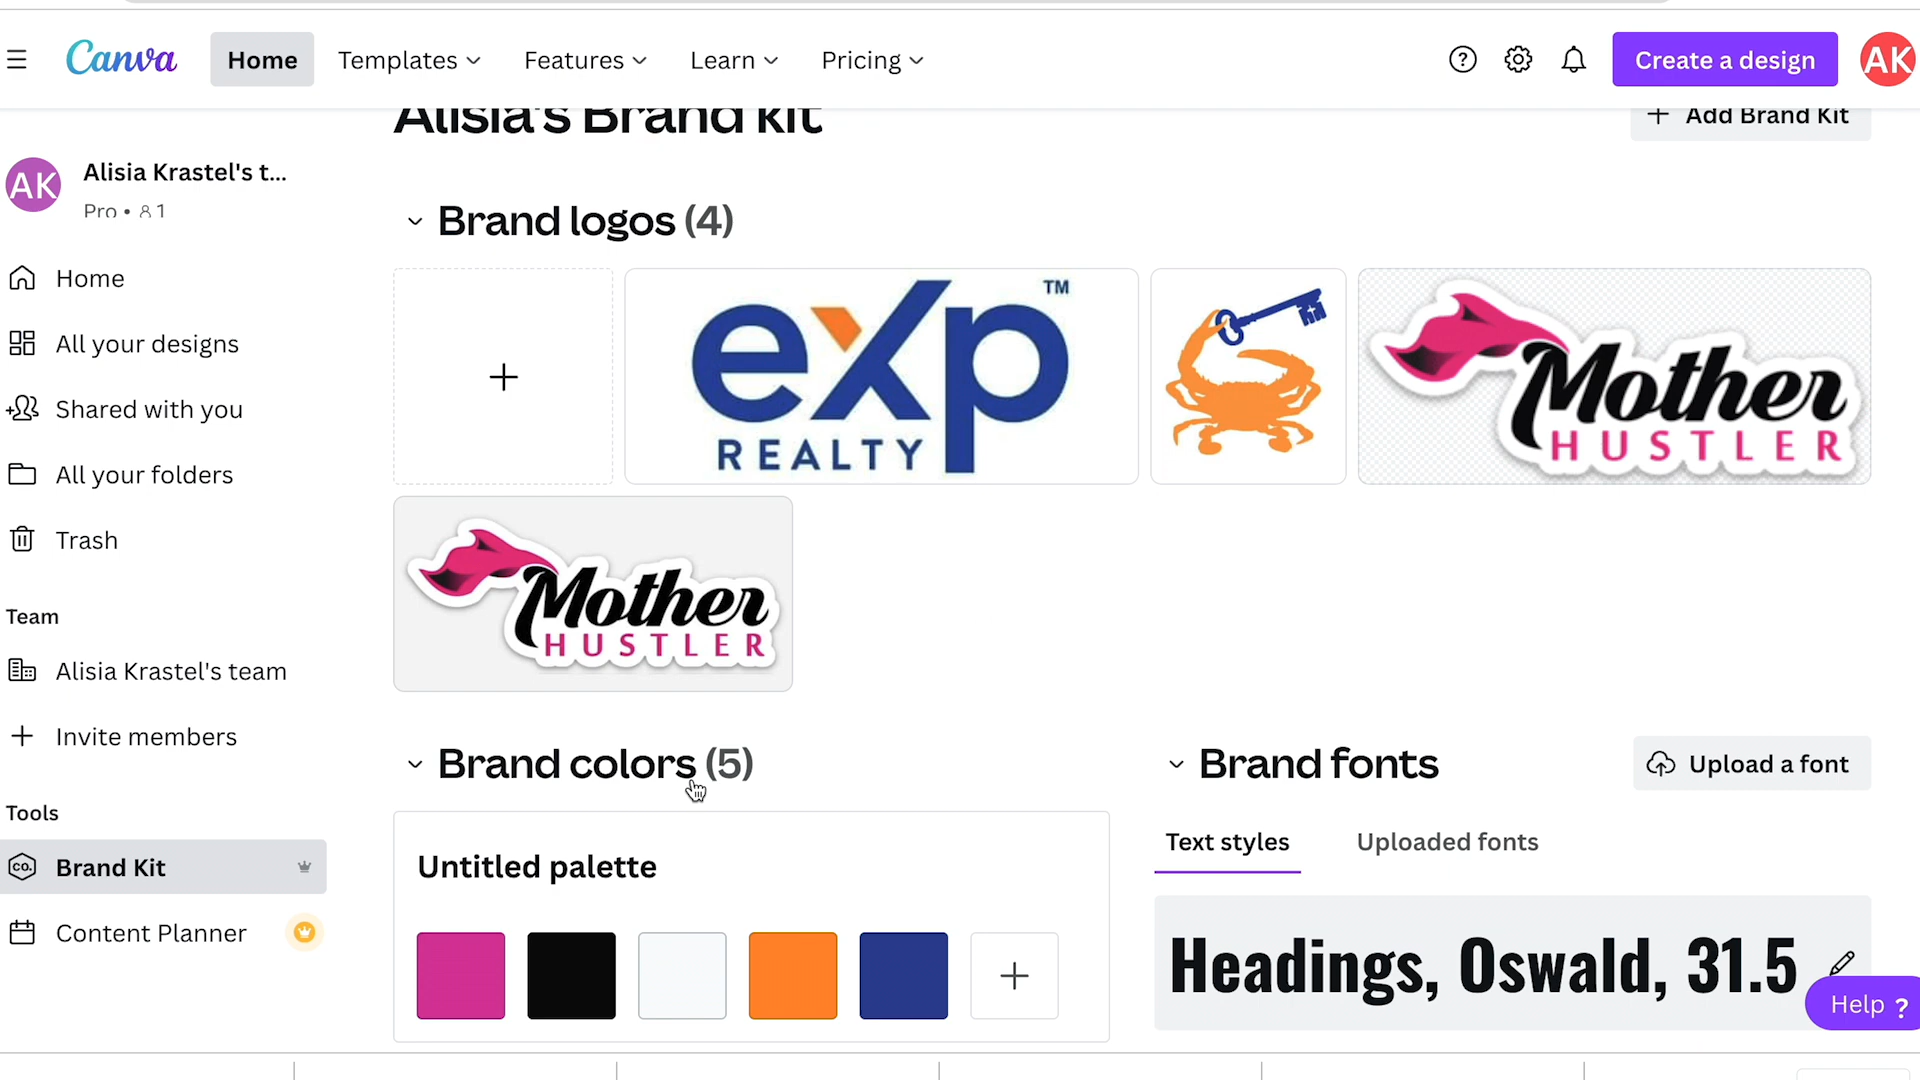 Canva
Home
Templates
Features
Learn
Pricing
?
Create a design
AK
Alisia's Brand kit
+ Add Brand Kit
AK
Alisia Krastel's t...
Pro • 1
Home
All your designs
Shared with you
All your folders
Trash
Team
Alisia Krastel's team
+ Invite members
Tools
CO.
Brand Kit
Content Planner
Brand logos (4)
+
eXp
TM
REALTY
Mother
HUSTLER
Mother
HUSTLER
Brand colors (5)
Untitled palette
+
Brand fonts
Upload a font
Text styles
Uploaded fonts
Headings, Oswald, 31.5
Help ?